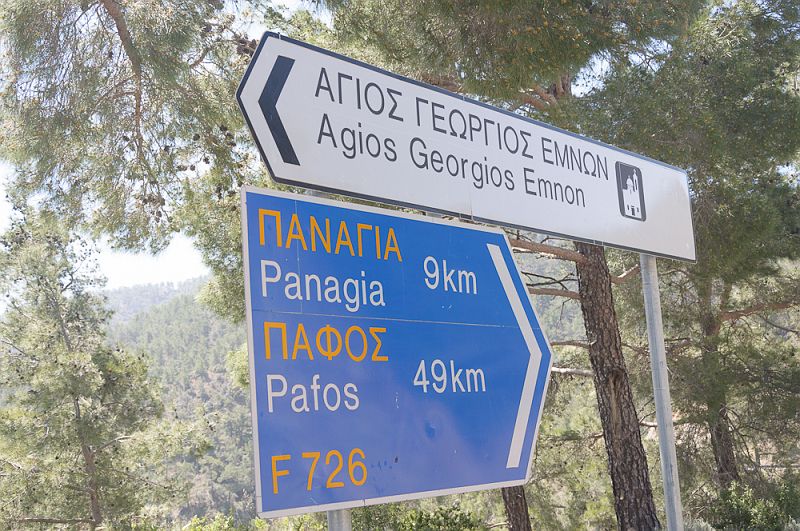 ΑΓΙΟΣ ΓΕΩΡΓΙΟΣ ΕΜΝΩΝ
Agios Georgios Emnon
ΠΑΝΑΓΙΑ
Panagia 9km
ΠΑΦΟΣ
Pafos 49km
F 726